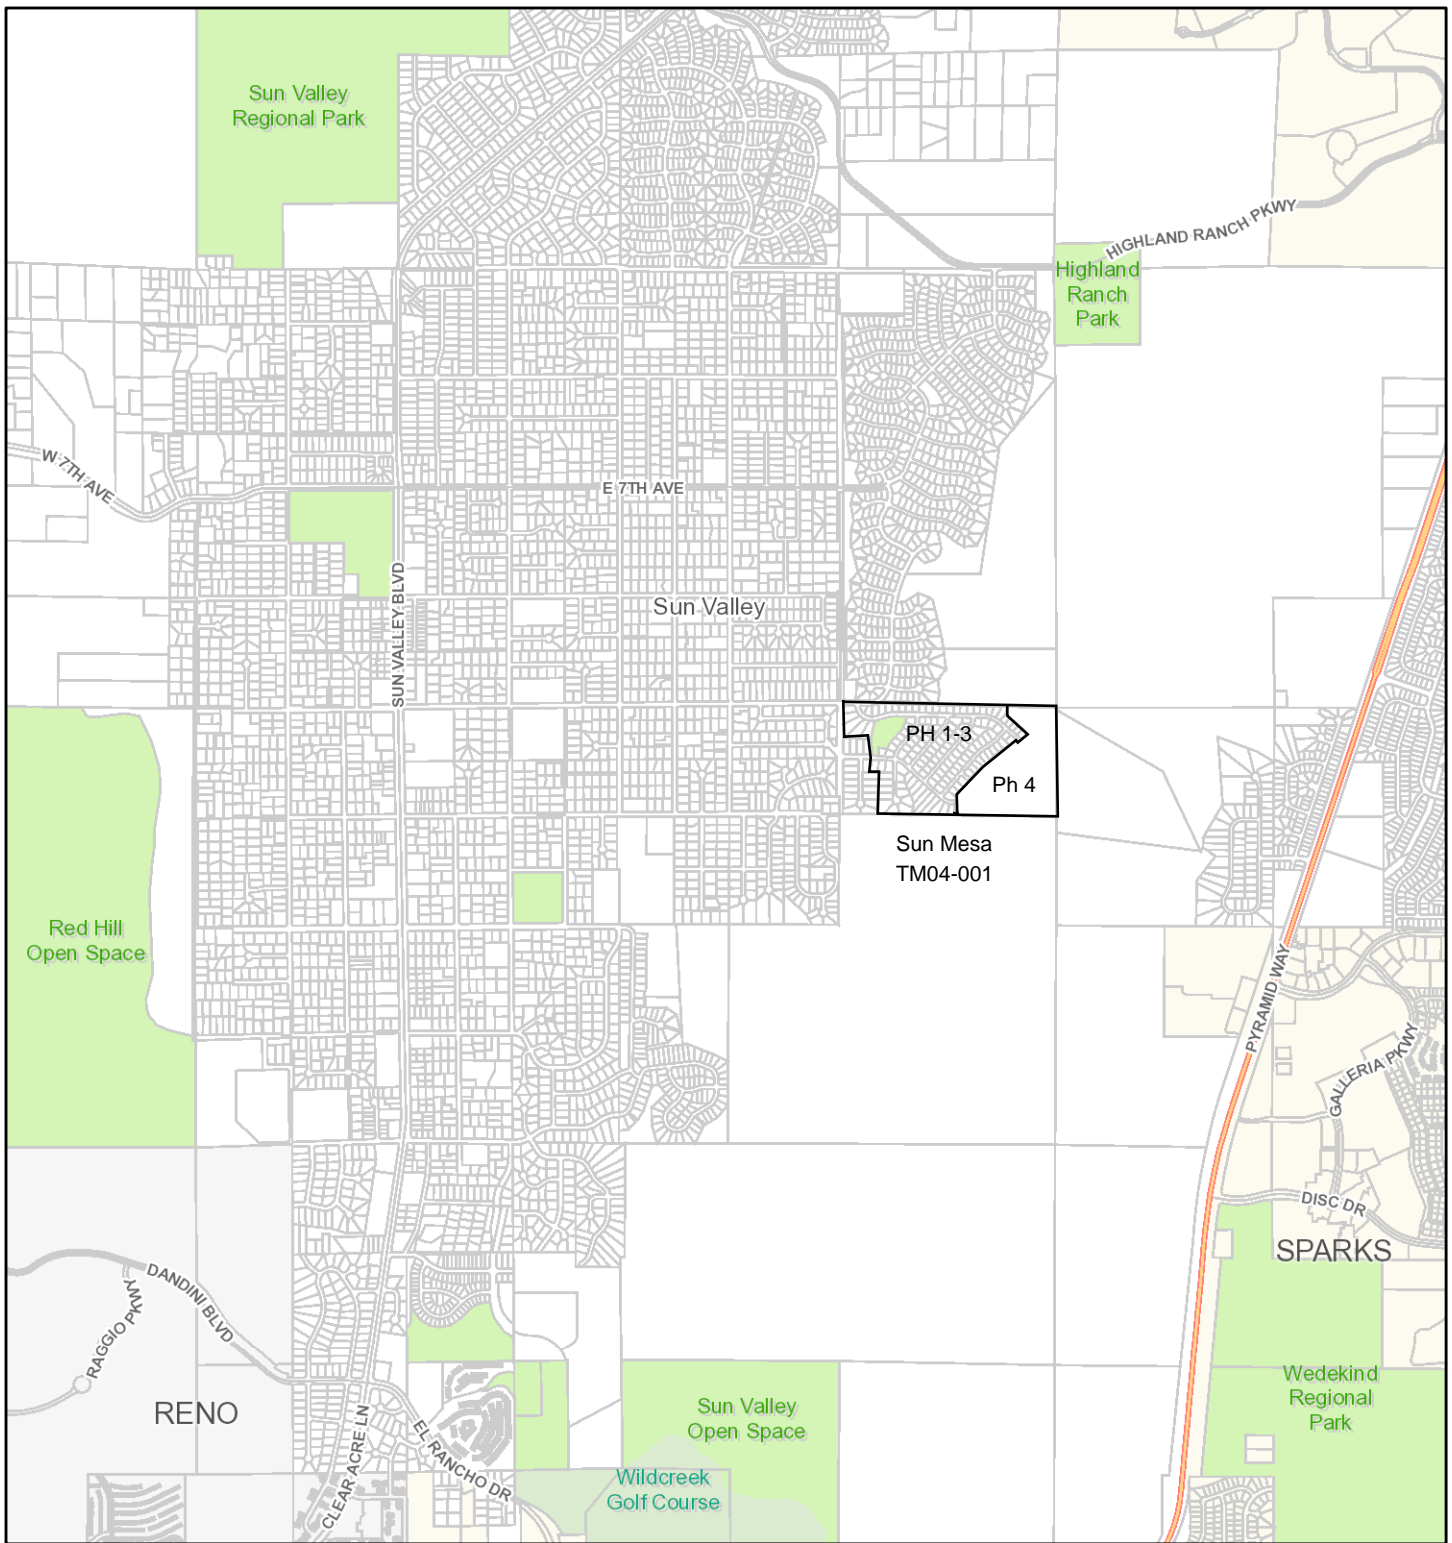 Sun Valley
Regional Park
HIGHLAND RANCH PKWY
Highland
Ranch
Park
W 7TH AVE
E 7TH AVE
SUN VALLEY BLVD
Sun Valley
PH 1-3
Ph 4
Sun Mesa
TM04-001
Red Hill
Open Space
PYRAMID WAY
GALLERIA PKWY
DISC DR
SPARKS
DANDINI BLVD
RAGGIO PKWY
RENO
CLEAR ACRE LN
EL RANCHO DR
Sun Valley
Open Space
Wedekind
Regional
Park
Wildcreek
Golf Course